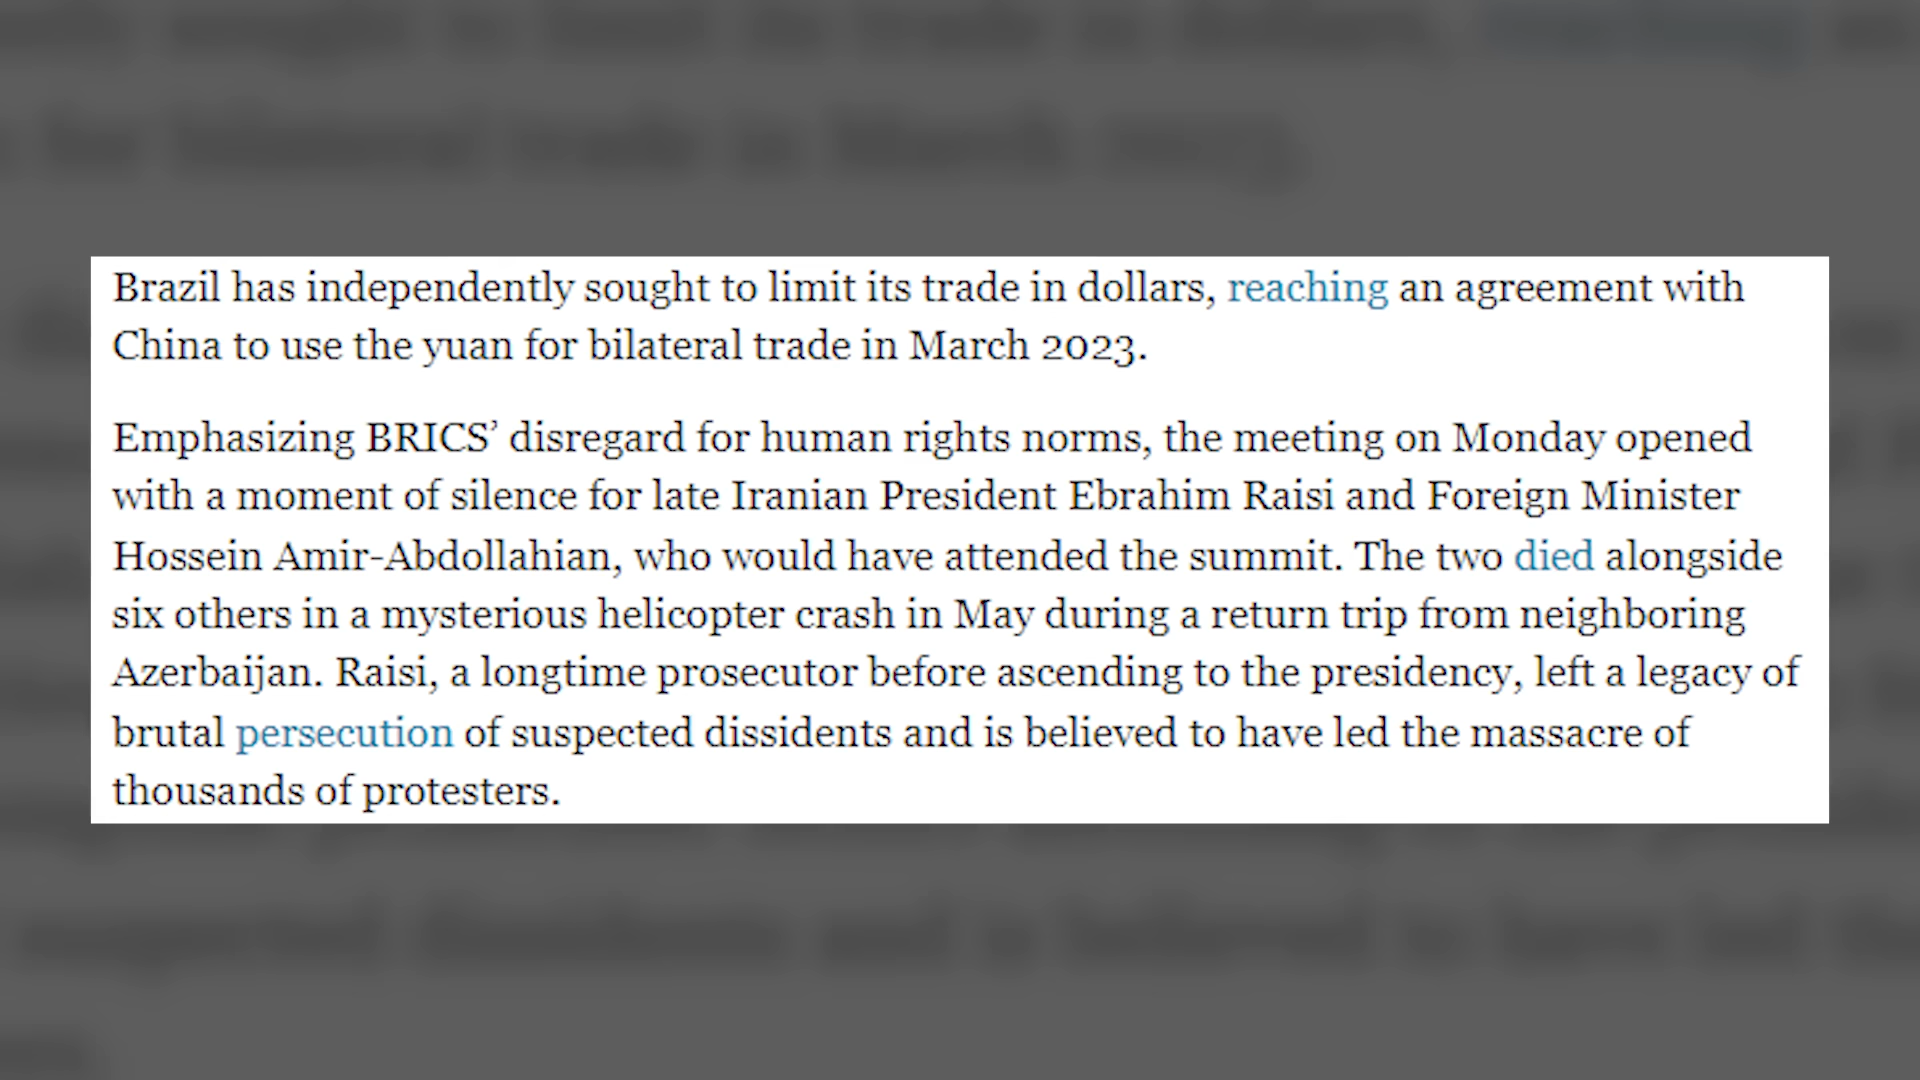 Brazil has independently sought to limit its trade in dollars, reaching an agreement with
China to use the yuan for bilateral trade in March 2023.
Emphasizing BRICS’ disregard for human rights norms, the meeting on Monday opened
with a moment of silence for late Iranian President Ebrahim Raisi and Foreign Minister
Hossein Amir-Abdollahian, who would have attended the summit. The two died alongside
six others in a mysterious helicopter crash in May during a return trip from neighboring
Azerbaijan. Raisi, a longtime prosecutor before ascending to the presidency, left a legacy of
brutal persecution of suspected dissidents and is believed to have led the massacre of
thousands of protesters.